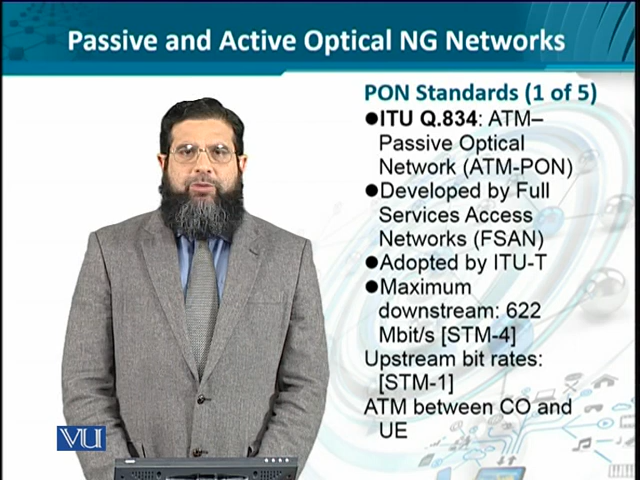 Passive and Active Optical NG Networks
PON Standards (1 of 5)
●ITU Q.834: ATM–
Passive Optical
Network (ATM-PON)
●Developed by Full
Services Access
Networks (FSAN)
●Adopted by ITU-T
●Maximum
downstream: 622
Mbit/s [STM-4]
Upstream bit rates:
[STM-1]
ATM between CO and
UE
VU